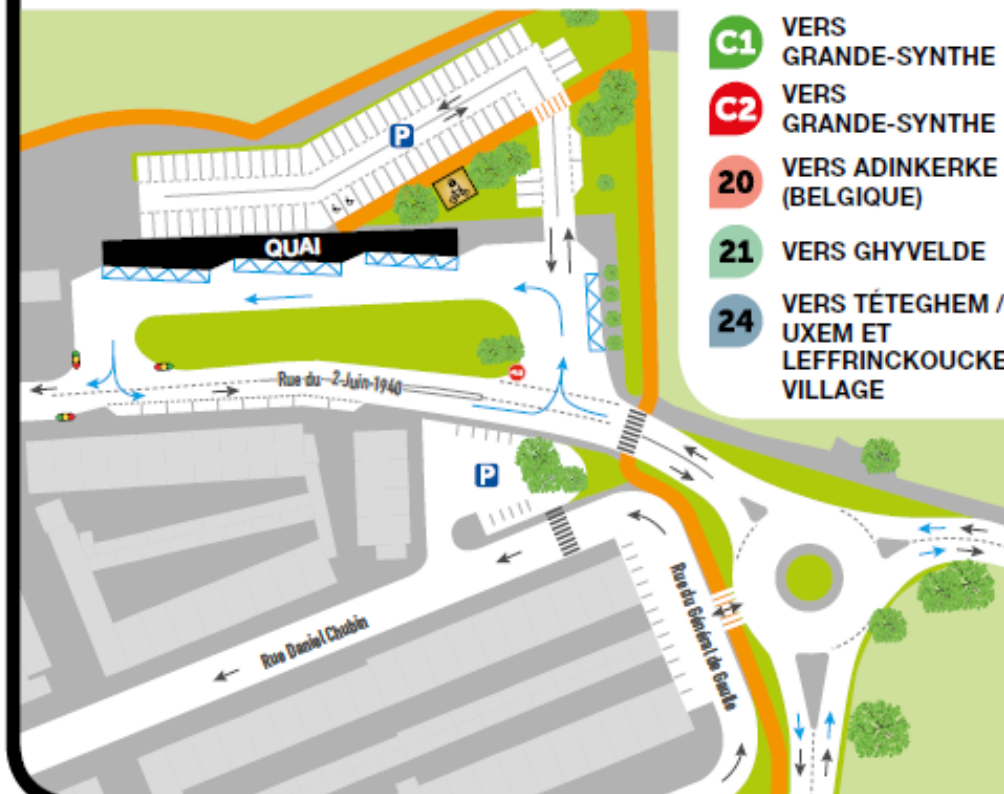 C1
VERS
GRANDE-SYNTHE
C2
VERS
GRANDE-SYNTHE
20
VERS ADINKERKE
(BELGIQUE)
21
VERS GHYVELDE
24
VERS TÉTEGHEM /
UXEM ET
LEFFRINCKOUCKE
VILLAGE
P
QUAI
Rue du 2 Juin 1940
P
Rue Daniel Chubin
Rue du Général de Gaulle